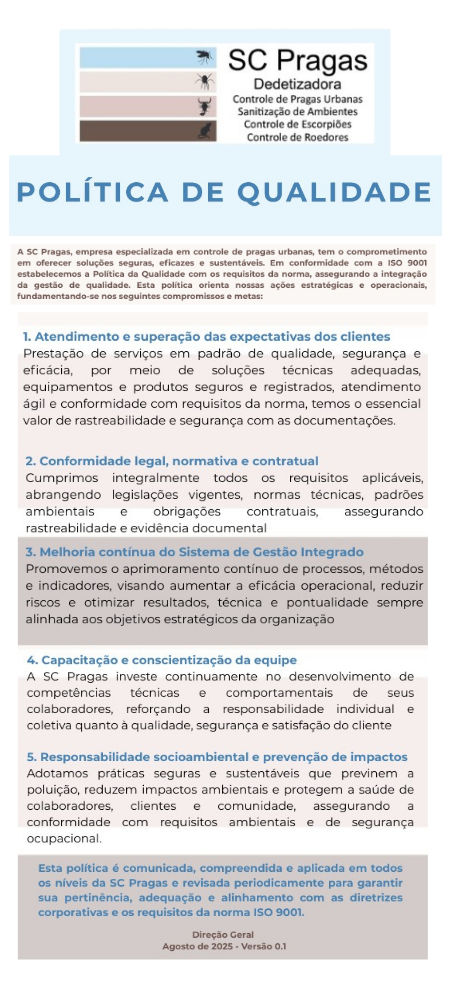 SC Pragas
Dedetizadora
Controle de Pragas Urbanas
Sanitização de Ambientes
Controle de Escorpiões
Controle de Roedores
POLÍTICA DE QUALIDADE
A SC Pragas, empresa especializada em controle de pragas urbanas, tem o comprometimento
em oferecer soluções seguras, eficazes e sustentáveis. Em conformidade com a ISO 9001
estabelecemos a Política da Qualidade com os requisitos da norma, assegurando a integração
da gestão de qualidade. Esta política orienta nossas ações estratégicas e operacionais,
fundamentando-se nos seguintes compromissos e metas:
1. Atendimento e superação das expectativas dos clientes
Prestação de serviços em padrão de qualidade, segurança e
eficácia, por meio de soluções técnicas adequadas,
equipamentos e produtos seguros e registrados, atendimento
ágil e conformidade com requisitos da norma, temos o essencial
valor de rastreabilidade e segurança com as documentações.
2. Conformidade legal, normativa e contratual
Cumprimos integralmente todos os requisitos aplicáveis,
abrangendo legislações vigentes, normas técnicas, padrões
ambientais e obrigações contratuais, assegurando
rastreabilidade e evidência documental
3. Melhoria contínua do Sistema de Gestão Integrado
Promovemos o aprimoramento contínuo de processos, métodos
e indicadores, visando aumentar a eficácia operacional, reduzir
riscos e otimizar resultados, técnica e pontualidade sempre
alinhada aos objetivos estratégicos da organização
4. Capacitação e conscientização da equipe
A SC Pragas investe continuamente no desenvolvimento de
competências técnicas e comportamentais de seus
colaboradores, reforçando a responsabilidade individual e
coletiva quanto à qualidade, segurança e satisfação do cliente
5. Responsabilidade socioambiental e prevenção de impactos
Adotamos práticas seguras e sustentáveis que previnem a
poluição, reduzem impactos ambientais e protegem a saúde de
colaboradores, clientes e comunidade, assegurando a
conformidade com requisitos ambientais e de segurança
ocupacional.
Esta política é comunicada, compreendida e aplicada em todos
os níveis da SC Pragas e revisada periodicamente para garantir
sua pertinência, adequação e alinhamento com as diretrizes
corporativas e os requisitos da norma ISO 9001.
Direção Geral
Agosto de 2025 - Versão 0.1